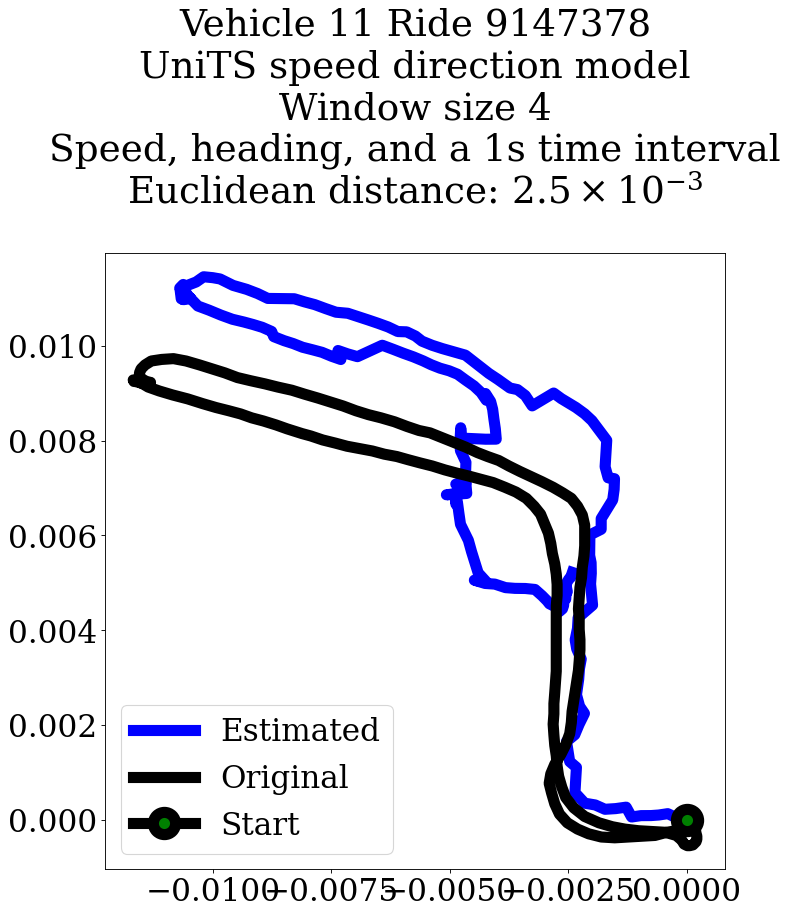 Vehicle 11 Ride 9147378
UniTS speed direction model
Window size 4
Speed, heading, and a 1s time interval
Euclidean distance: 2.5 × 10⁻³
0.010
0.008
0.006
0.004
0.002
0.000
Estimated
Original
Start
−0.0100 −0.0075 −0.0050 −0.0025 0.0000